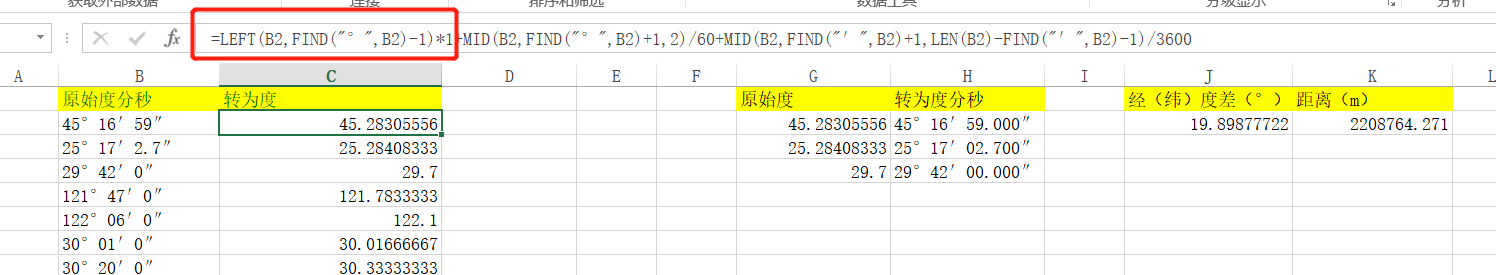 获取外部数据 连接 排序和筛选 数据工具 分级显示 分析
fx =LEFT(B2,FIND("°",B2)-1)*1+MID(B2,FIND("°",B2)+1,2)/60+MID(B2,FIND("′",B2)+1,LEN(B2)-FIND("′",B2)-1)/3600
A B C D E F G H I J K L
原始度分秒 转为度 原始度 转为度分秒 经（纬）度差（°） 距离（m）
45°16′59″ 45.28305556 45.28305556 45°16′59.000″ 19.89877722 2208764.271
25°17′2.7″ 25.28408333 25.28408333 25°17′02.700″
29°42′0″ 29.7 29.7 29°42′00.000″
121°47′0″ 121.7833333
122°06′0″ 122.1
30°01′0″ 30.01666667
30°20′0″ 30.33333333